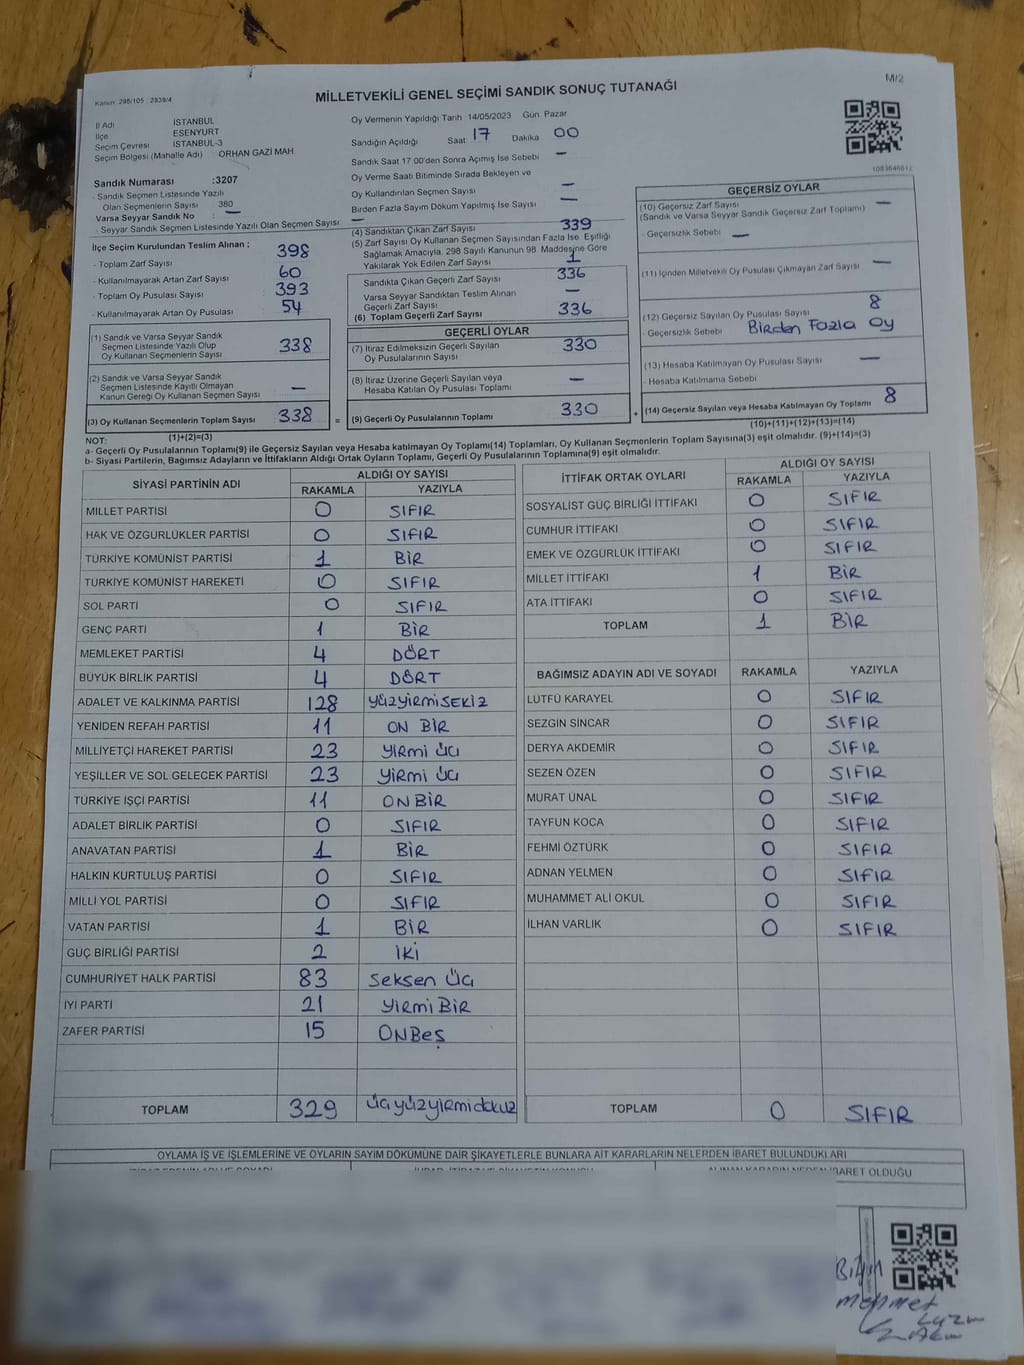 M/2
Kanun 298/105 2839/4
MİLLETVEKİLİ GENEL SEÇİMİ SANDIK SONUÇ TUTANAĞI
İl Adı İSTANBUL
İlçe ESENYURT
Seçim Çevresi İSTANBUL-3
Seçim Bölgesi (Mahalle Adı) ORHAN GAZİ MAH
Sandık Numarası :3207
- Sandık Seçmen Listesinde Yazılı
Olan Seçmenlerin Sayısı 380
Varsa Seyyar Sandık No : —
- Seyyar Sandık Seçmen Listesinde Yazılı Olan Seçmen Sayısı: —
Oy Vermenin Yapıldığı Tarih 14/05/2023 Gün Pazar
Sandığın Açıldığı Saat 17 Dakika 00
Sandık Saat 17.00'den Sonra Açımış İse Sebebi —
Oy Verme Saati Bitiminde Sırada Bekleyen ve
Oy Kullandırılan Seçmen Sayısı —
Birden Fazla Sayım Döküm Yapılmış İse Sayısı —
1083646612
İlçe Seçim Kurulundan Teslim Alınan ;
- Toplam Zarf Sayısı 398
- Kullanılmayarak Artan Zarf Sayısı 60
- Toplam Oy Pusulası Sayısı 393
- Kullanılmayarak Artan Oy Pusulası 54
(1) Sandık ve Varsa Seyyar Sandık
Seçmen Listesinde Yazılı Olup
Oy Kullanan Seçmenlerin Sayısı 338
(2) Sandık ve Varsa Seyyar Sandık
Seçmen Listesinde Kayıtlı Olmayan
Kanun Gereği Oy Kullanan Seçmen Sayısı —
(3) Oy Kullanan Seçmenlerin Toplam Sayısı 338 =
(1)+(2)=(3)
(4) Sandıktan Çıkan Zarf Sayısı 339
(5) Zarf Sayısı Oy Kullanan Seçmen Sayısından Fazla İse, Eşitliği
Sağlamak Amacıyla, 298 Sayılı Kanunun 98. Maddesine Göre
Yakılarak Yok Edilen Zarf Sayısı 1
Sandıkta Çıkan Geçerli Zarf Sayısı 336
Varsa Seyyar Sandıktan Teslim Alınan
Geçerli Zarf Sayısı —
(6) Toplam Geçerli Zarf Sayısı 336
GEÇERLİ OYLAR
(7) İtiraz Edilmeksizin Geçerli Sayılan
Oy Pusulalarının Sayısı 330
(8) İtiraz Üzerine Geçerli Sayılan veya
Hesaba Katılan Oy Pusulası Toplamı —
(9) Geçerli Oy Pusulalarının Toplamı 330 +
GEÇERSİZ OYLAR
(10) Geçersiz Zarf Sayısı —
(Sandık ve Varsa Seyyar Sandık Geçersiz Zarf Toplamı)
- Geçersizlik Sebebi —
(11) İçinden Milletvekili Oy Pusulası Çıkmayan Zarf Sayısı —
(12) Geçersiz Sayılan Oy Pusulası Sayısı 8
- Geçersizlik Sebebi Birden Fazla Oy
(13) Hesaba Katılmayan Oy Pusulası Sayısı —
- Hesaba Katılmama Sebebi
(14) Geçersiz Sayılan veya Hesaba Katılmayan Oy Toplamı 8
(10)+(11)+(12)+(13)=(14)
NOT:
a- Geçerli Oy Pusulalarının Toplamı(9) ile Geçersiz Sayılan veya Hesaba katılmayan Oy Toplamı(14) Toplamları, Oy Kullanan Seçmenlerin Toplam Sayısına(3) eşit olmalıdır. (9)+(14)=(3)
b- Siyasi Partilerin, Bağımsız Adayların ve İttifakların Aldığı Ortak Oyların Toplamı, Geçerli Oy Pusulalarının Toplamına(9) eşit olmalıdır.
SİYASİ PARTİNİN ADI ALDIĞI OY SAYISI
RAKAMLA YAZIYLA
MİLLET PARTİSİ 0 SIFIR
HAK VE ÖZGÜRLÜKLER PARTİSİ 0 SIFIR
TÜRKİYE KOMÜNİST PARTİSİ 1 BİR
TÜRKİYE KOMÜNİST HAREKETİ 0 SIFIR
SOL PARTİ 0 SIFIR
GENÇ PARTİ 1 BİR
MEMLEKET PARTİSİ 4 DÖRT
BÜYÜK BİRLİK PARTİSİ 4 DÖRT
ADALET VE KALKINMA PARTİSİ 128 yüzyirmiSEKİZ
YENİDEN REFAH PARTİSİ 11 ON BİR
MİLLİYETÇİ HAREKET PARTİSİ 23 yirmi üç
YEŞİLLER VE SOL GELECEK PARTİSİ 23 yirmi üç
TÜRKİYE İŞÇİ PARTİSİ 11 ONBİR
ADALET BİRLİK PARTİSİ 0 SIFIR
ANAVATAN PARTİSİ 1 BİR
HALKIN KURTULUŞ PARTİSİ 0 SIFIR
MİLLİ YOL PARTİSİ 0 SIFIR
VATAN PARTİSİ 1 BİR
GÜÇ BİRLİĞİ PARTİSİ 2 İKİ
CUMHURİYET HALK PARTİSİ 83 Seksen üç
İYİ PARTİ 21 YİRMİ BİR
ZAFER PARTİSİ 15 ONBEŞ
TOPLAM 329 üçyüzyirmidokuz
İTTİFAK ORTAK OYLARI ALDIĞI OY SAYISI
RAKAMLA YAZIYLA
SOSYALİST GÜÇ BİRLİĞİ İTTİFAKI 0 SIFIR
CUMHUR İTTİFAKI 0 SIFIR
EMEK VE ÖZGÜRLÜK İTTİFAKI 0 SIFIR
MİLLET İTTİFAKI 1 BİR
ATA İTTİFAKI 0 SIFIR
TOPLAM 1 BİR
BAĞIMSIZ ADAYIN ADI VE SOYADI RAKAMLA YAZIYLA
LÜTFÜ KARAYEL 0 SIFIR
SEZGİN SİNCAR 0 SIFIR
DERYA AKDEMİR 0 SIFIR
SEZEN ÖZEN 0 SIFIR
MURAT ÜNAL 0 SIFIR
TAYFUN KOCA 0 SIFIR
FEHMİ ÖZTÜRK 0 SIFIR
ADNAN YELMEN 0 SIFIR
MUHAMMET ALİ OKUL 0 SIFIR
İLHAN VARLIK 0 SIFIR
TOPLAM 0 SIFIR
OYLAMA İŞ VE İŞLEMLERİNE VE OYLARIN SAYIM DÖKÜMÜNE DAİR ŞİKAYETLERLE BUNLARA AİT KARARLARIN NELERDEN İBARET BULUNDUKLARI
ALINAN KARARIN NEDEN İBARET OLDUĞU
mehmet